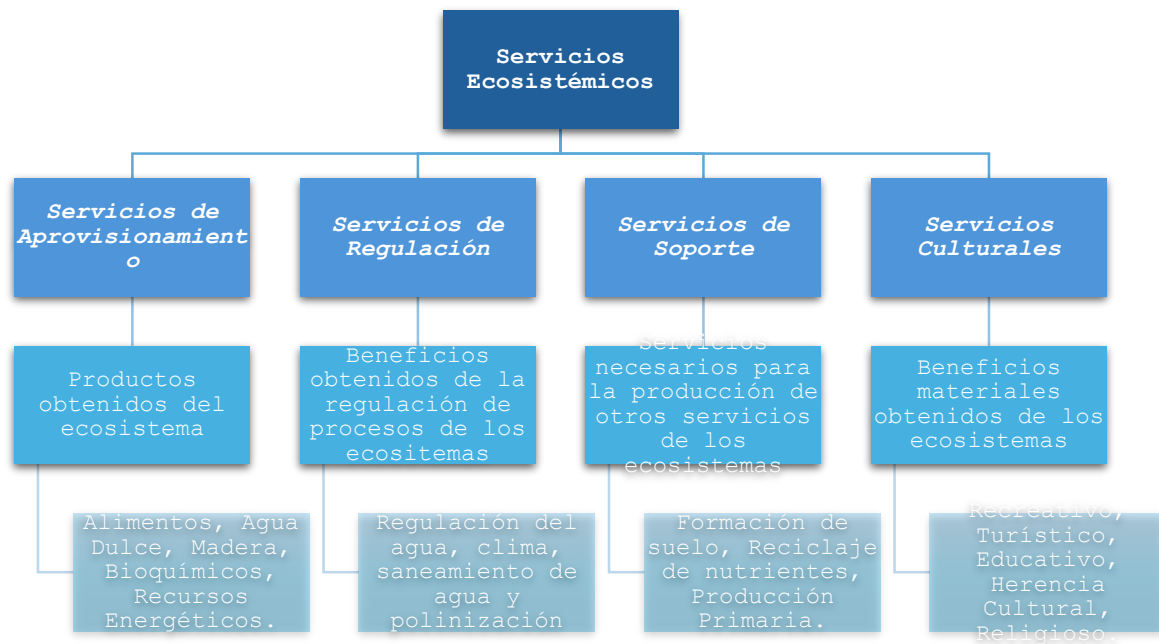 Servicios
Ecosistémicos
Servicios de
Aprovisionamient
o
Servicios de
Regulación
Servicios de
Soporte
Servicios
Culturales
Productos
obtenidos del
ecosistema
Beneficios
obtenidos de la
regulación de
procesos de los
ecositemas
Servicios
necesarios para
la producción de
otros servicios
de los
ecosistemas
Beneficios
materiales
obtenidos de los
ecosistemas
Alimentos, Agua
Dulce, Madera,
Bioquímicos,
Recursos
Energéticos.
Regulación del
agua, clima,
saneamiento de
agua y
polinización
Formación de
suelo, Reciclaje
de nutrientes,
Producción
Primaria.
Recreativo,
Turístico,
Educativo,
Herencia
Cultural,
Religioso.